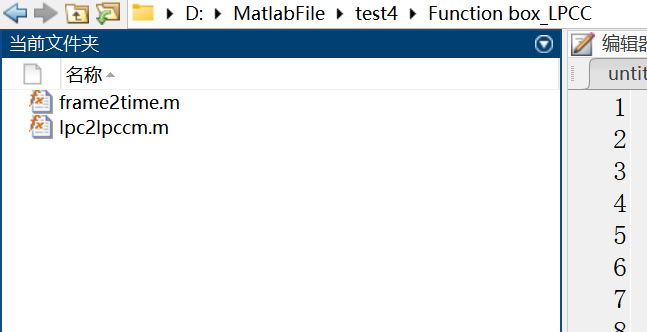 D: MatlabFile test4 Function box_LPCC
当前文件夹
编辑器
名称
untit
frame2time.m
lpc2lpccm.m
1
2
3
4
5
6
7
8